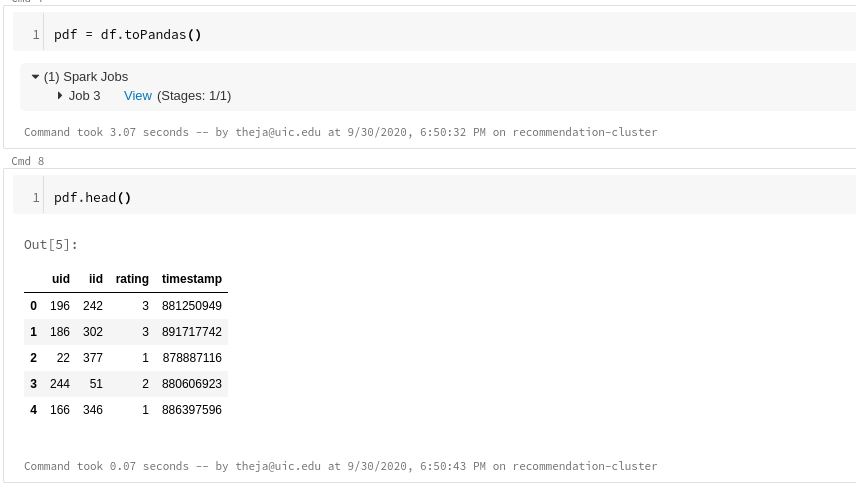 1 pdf = df.toPandas()
(1) Spark Jobs
Job 3 View (Stages: 1/1)
Command took 3.07 seconds -- by theja@uic.edu at 9/30/2020, 6:50:32 PM on recommendation-cluster
Cmd 8
1 pdf.head()
Out[5]:
uid iid rating timestamp
0 196 242 3 881250949
1 186 302 3 891717742
2 22 377 1 878887116
3 244 51 2 880606923
4 166 346 1 886397596
Command took 0.07 seconds -- by theja@uic.edu at 9/30/2020, 6:50:43 PM on recommendation-cluster